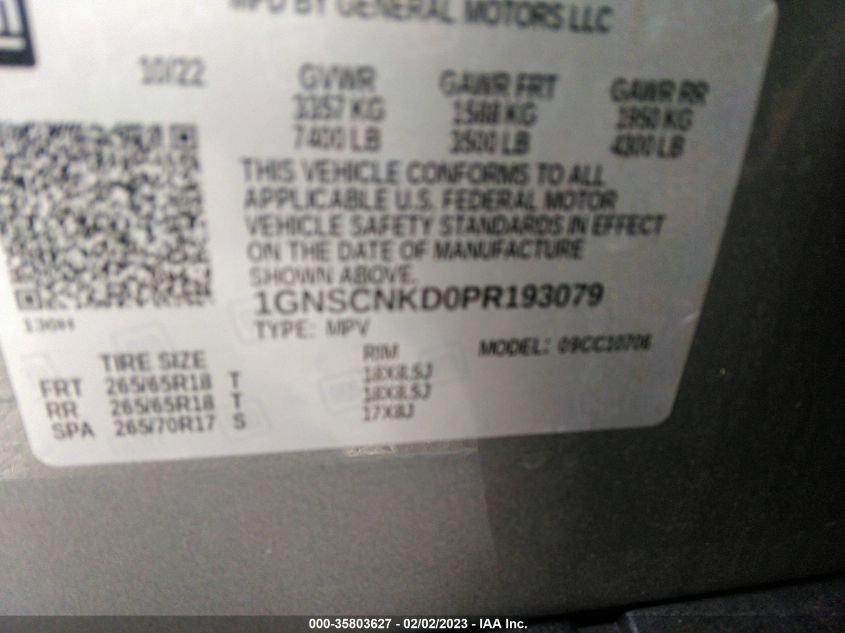 MFD BY GENERAL MOTORS LLC
10/22 GVWR GAWR FRT GAWR RR
3357 KG 1588 KG 1950 KG
7400 LB 3500 LB 4300 LB
THIS VEHICLE CONFORMS TO ALL
APPLICABLE U.S. FEDERAL MOTOR
VEHICLE SAFETY STANDARDS IN EFFECT
ON THE DATE OF MANUFACTURE
SHOWN ABOVE.
1GNSCNKD0PR193079
TYPE: MPV
MODEL: 09CC10706
TIRE SIZE RIM
FRT 265/65R18 T 18X8.5J
RR 265/65R18 T 18X8.5J
SPA 265/70R17 S 17X8J
000-35803627 - 02/02/2023 - IAA Inc.